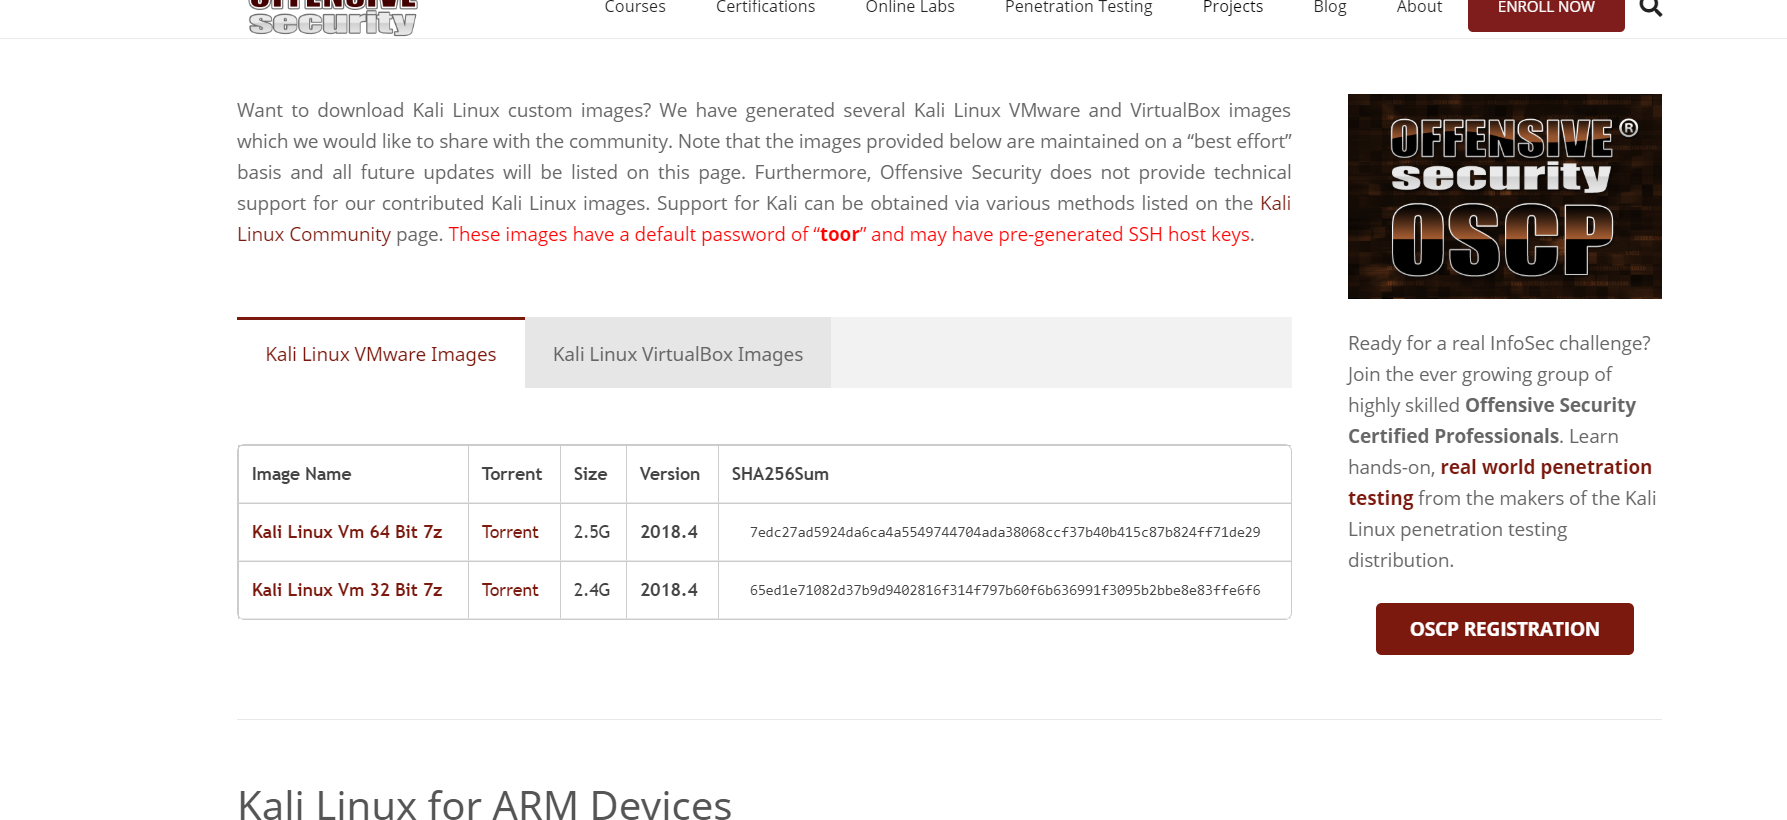 OFFENSIVE
security
Courses Certifications Online Labs Penetration Testing Projects Blog About ENROLL NOW
Want to download Kali Linux custom images? We have generated several Kali Linux VMware and VirtualBox images
which we would like to share with the community. Note that the images provided below are maintained on a “best effort”
basis and all future updates will be listed on this page. Furthermore, Offensive Security does not provide technical
support for our contributed Kali Linux images. Support for Kali can be obtained via various methods listed on the Kali
Linux Community page. These images have a default password of “toor” and may have pre-generated SSH host keys.
Kali Linux VMware Images Kali Linux VirtualBox Images
Image Name Torrent Size Version SHA256Sum
Kali Linux Vm 64 Bit 7z Torrent 2.5G 2018.4 7edc27ad5924da6ca4a5549744704ada38068ccf37b40b415c87b824ff71de29
Kali Linux Vm 32 Bit 7z Torrent 2.4G 2018.4 65ed1e71082d37b9d9402816f314f797b60f6b636991f3095b2bbe8e83ffe6f6
OFFENSIVE®
security
OSCP
Ready for a real InfoSec challenge?
Join the ever growing group of
highly skilled Offensive Security
Certified Professionals. Learn
hands-on, real world penetration
testing from the makers of the Kali
Linux penetration testing
distribution.
OSCP REGISTRATION
Kali Linux for ARM Devices